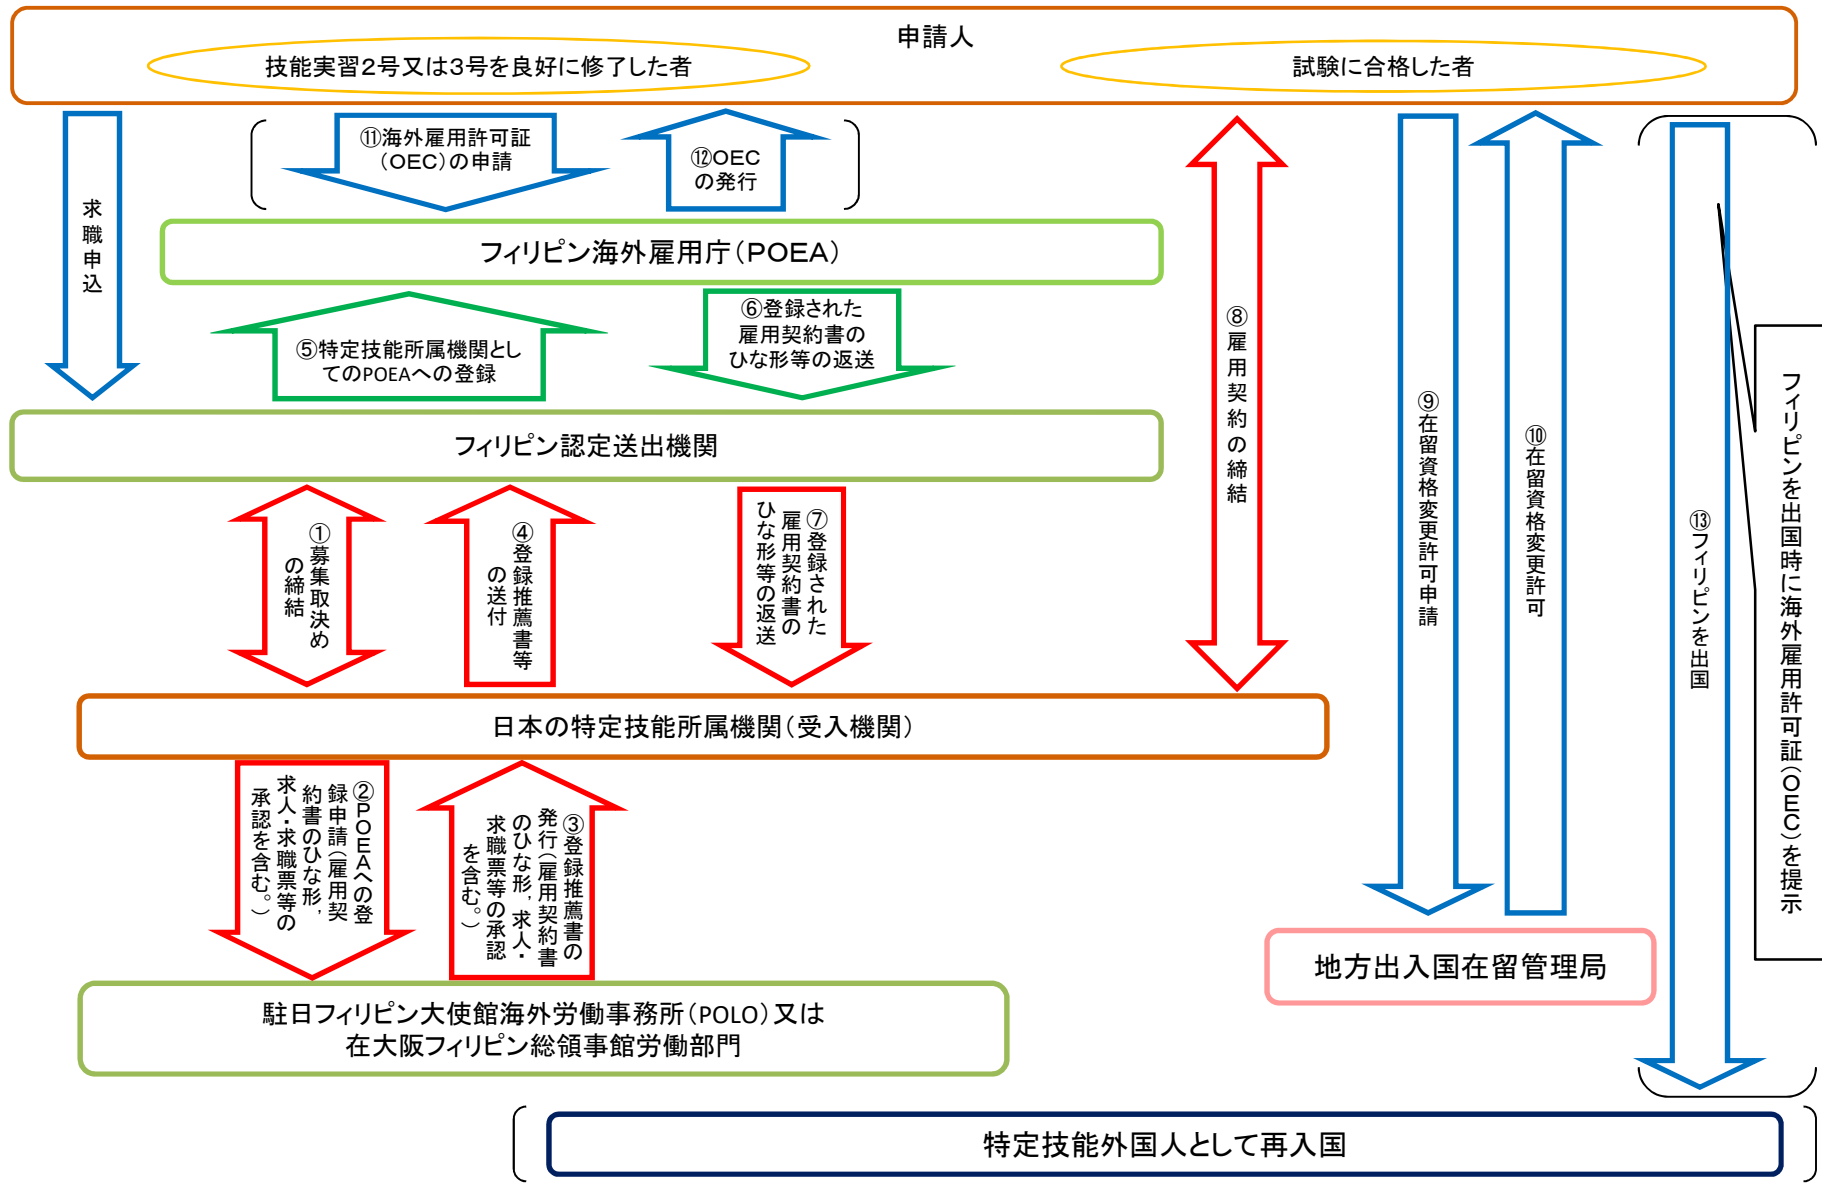 申請人
技能実習２号又は３号を良好に修了した者
試験に合格した者
求職申込
⑪海外雇用許可証
（OEC）の申請
⑫OEC
の発行
フィリピン海外雇用庁（POEA）
⑤特定技能所属機関とし
てのPOEAへの登録
⑥登録された
雇用契約書の
ひな形等の返送
フィリピン認定送出機関
①募集取決め
の締結
④登録推薦書等
の送付
⑦登録された
雇用契約書の
ひな形等の返送
⑧雇用契約の締結
⑨在留資格変更許可申請
⑩在留資格変更許可
⑬フィリピンを出国
フィリピンを出国時に海外雇用許可証（OEC）を提示
日本の特定技能所属機関（受入機関）
②POEAへの登
録申請（雇用契
約書のひな形，
求人・求職票等の
承認を含む。）
③登録推薦書の
発行（雇用契約書
のひな形，求人・
求職票等の承認
を含む。）
地方出入国在留管理局
駐日フィリピン大使館海外労働事務所（POLO）又は
在大阪フィリピン総領事館労働部門
特定技能外国人として再入国